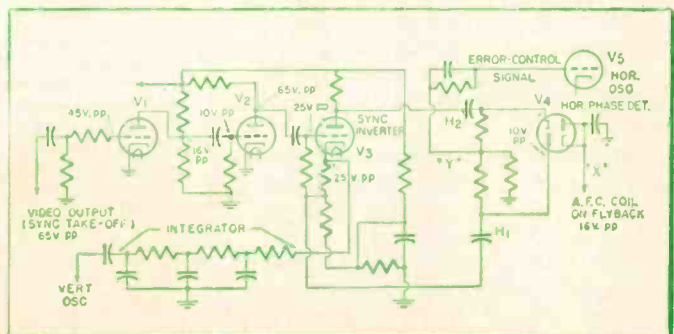 ERROR-CONTROL
SIGNAL
V5
HOR.
OSC
V1
V2
65V. PP
25V
SYNC
INVERTER
V3
H2
V4
HOR. PHASE DET.
45V. PP
10V PP
16V
PP
25 V. PP
10V
PP
"Y"
"X"
A.F.C. COIL
ON FLYBACK
16V. PP
VIDEO OUTPUT
(SYNC TAKE-OFF)
65V. PP
INTEGRATOR
H1
VERT
OSC